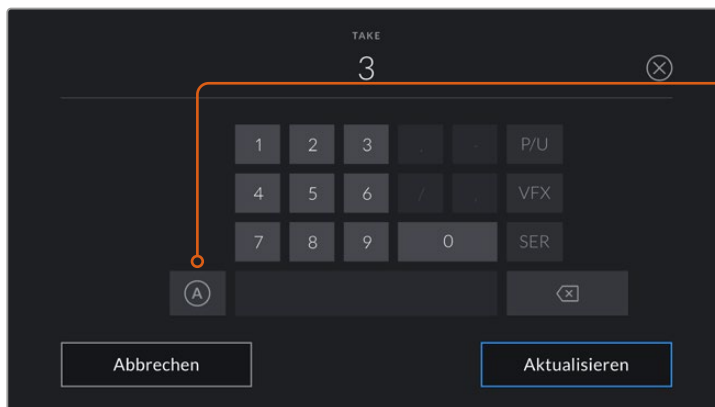 TAKE
3
1 2 3 . - P/U
4 5 6 / , VFX
7 8 9 0 SER
A
Abbrechen Aktualisieren